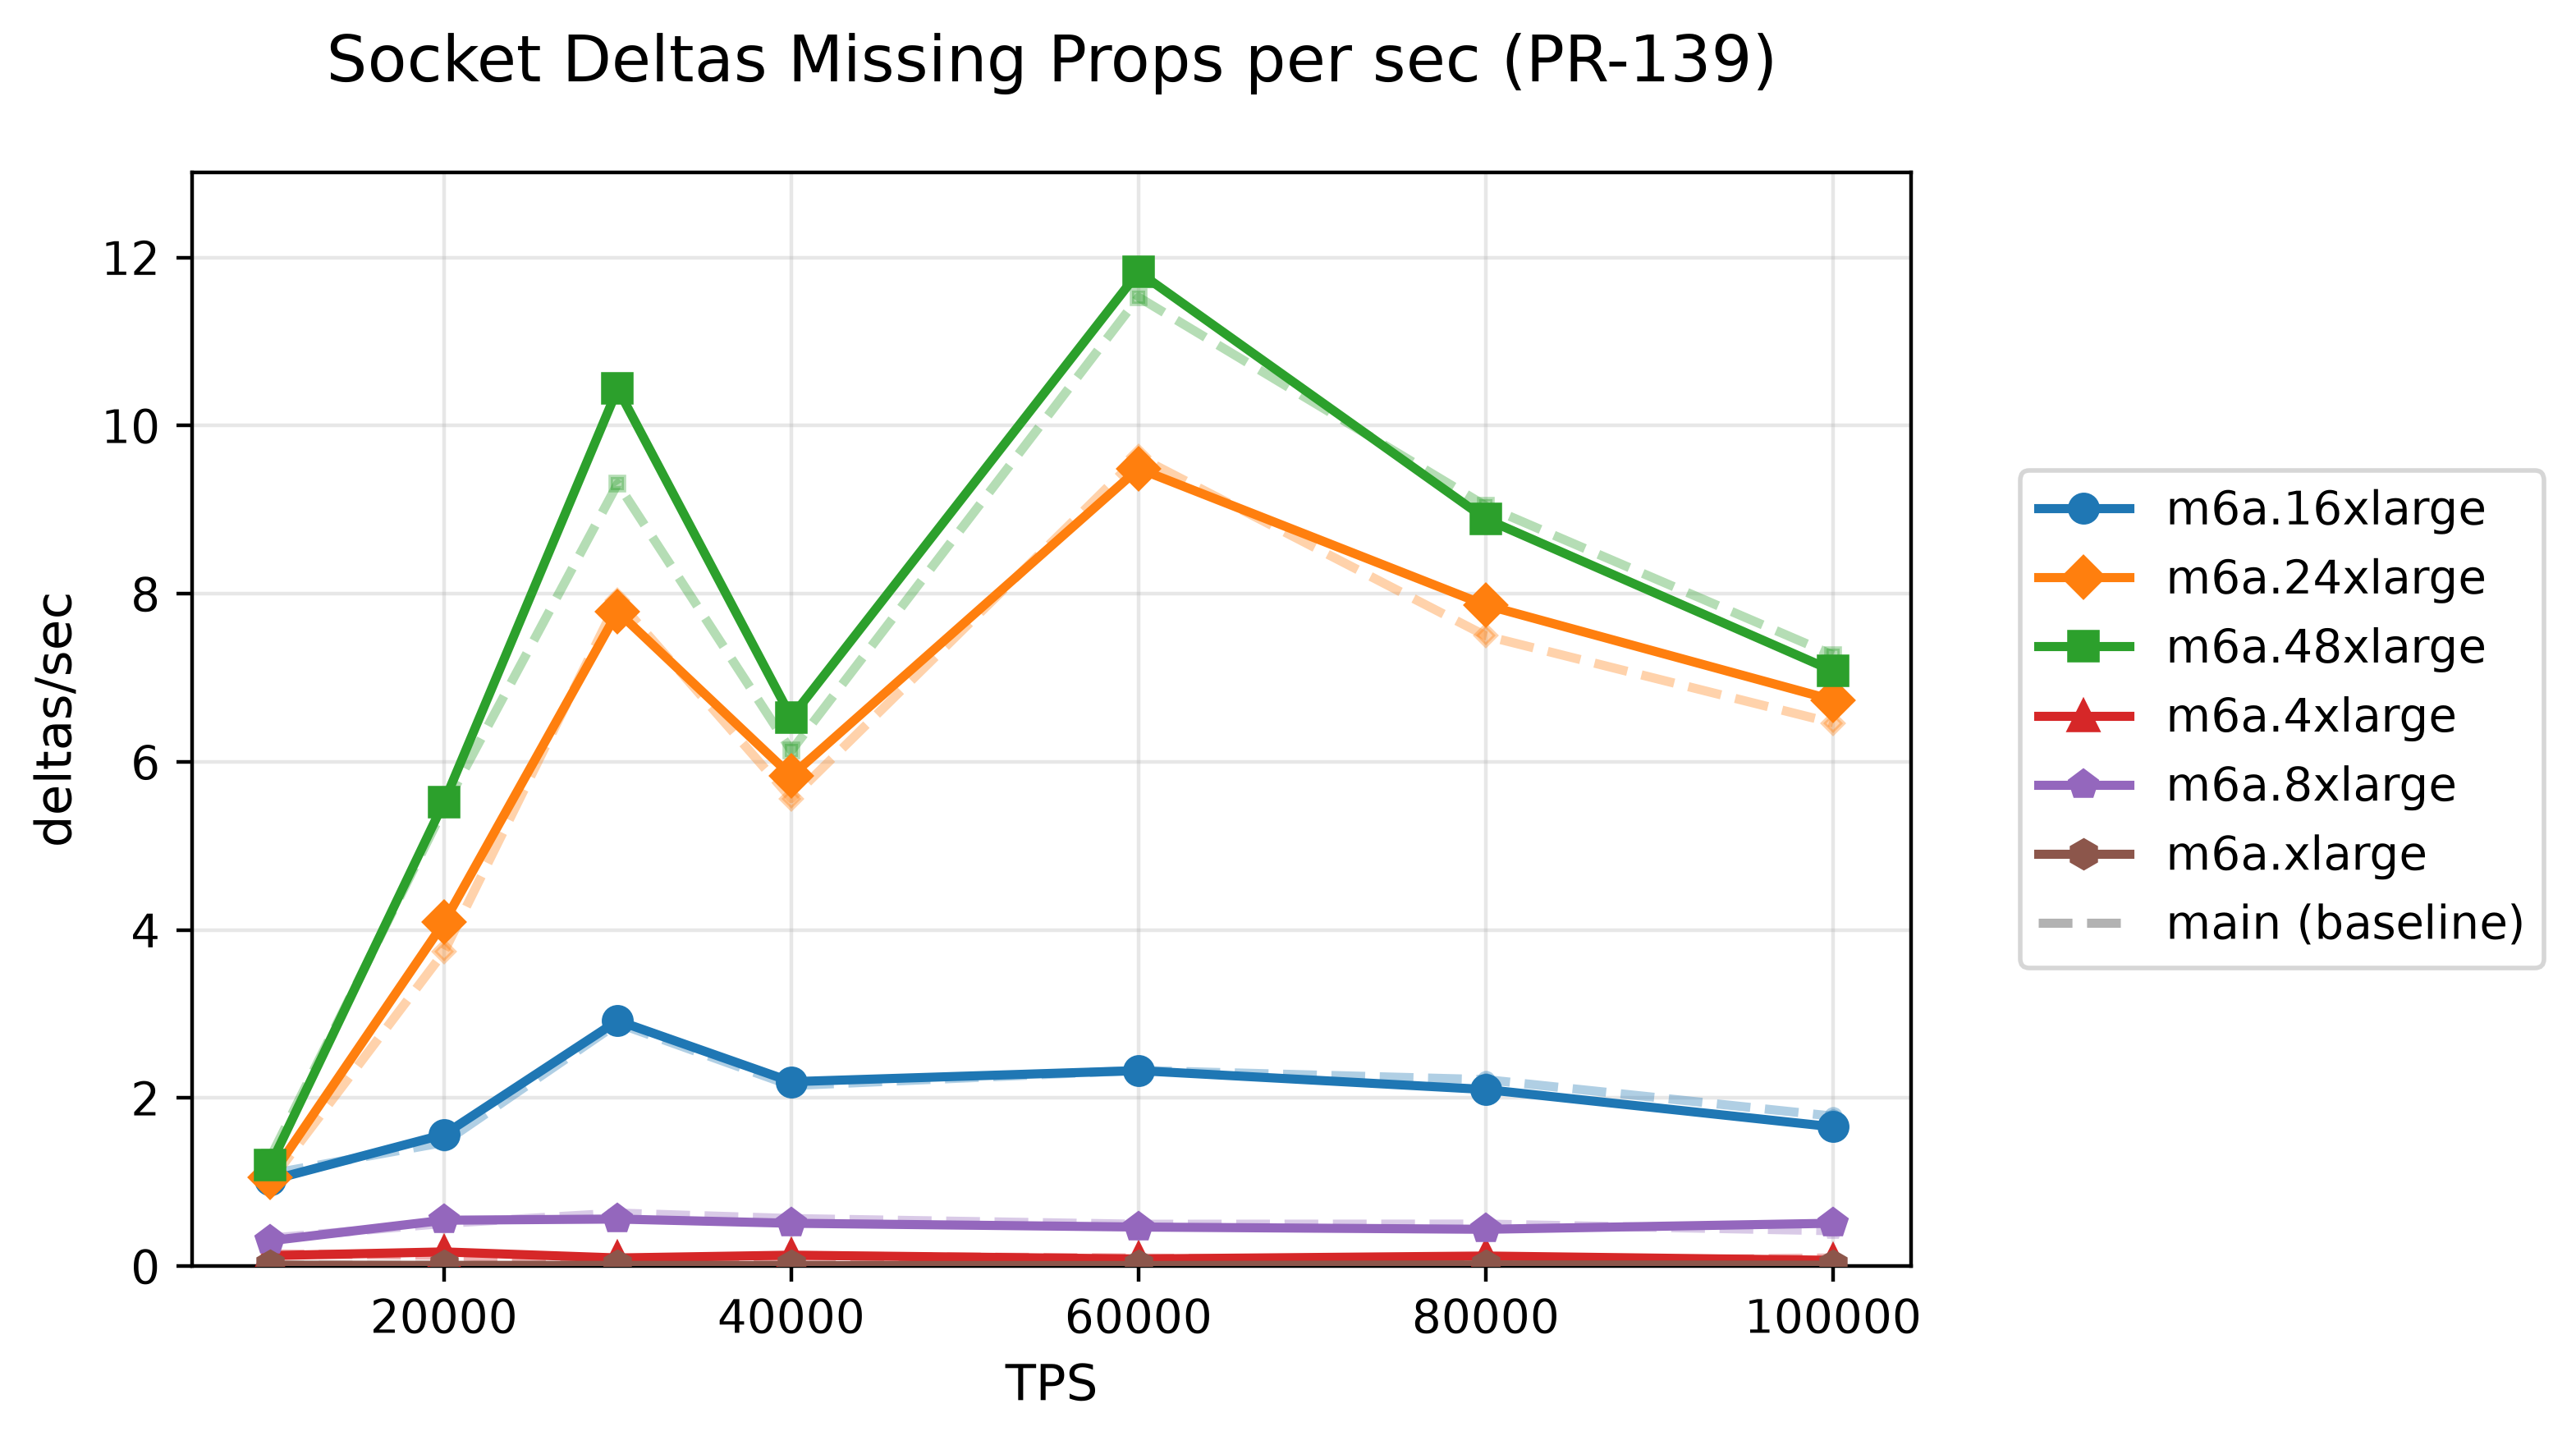 Socket Deltas Missing Props per sec (PR-139)
12
10
8
6
4
2
0
deltas/sec
20000 40000 60000 80000 100000
TPS
m6a.16xlarge
m6a.24xlarge
m6a.48xlarge
m6a.4xlarge
m6a.8xlarge
m6a.xlarge
main (baseline)